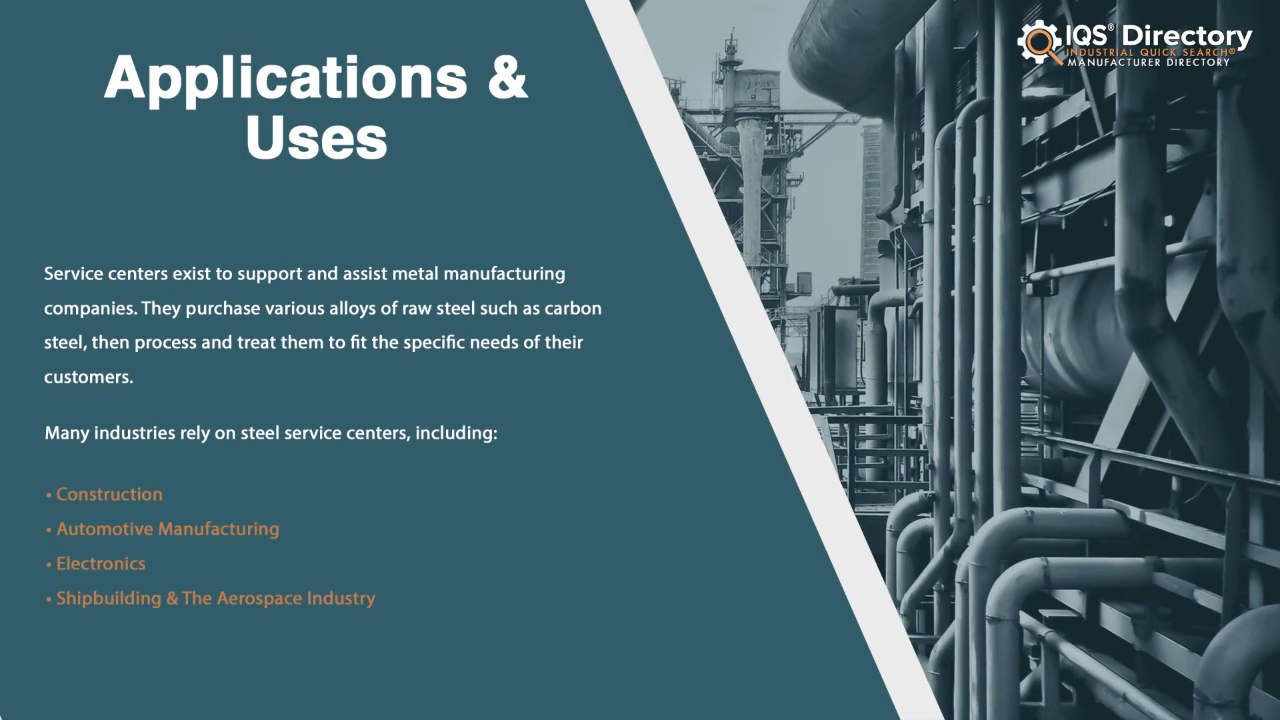 Applications &
Uses
IQS® Directory
INDUSTRIAL QUICK SEARCH®
MANUFACTURER DIRECTORY
Service centers exist to support and assist metal manufacturing
companies. They purchase various alloys of raw steel such as carbon
steel, then process and treat them to fit the specific needs of their
customers.
Many industries rely on steel service centers, including:
• Construction
• Automotive Manufacturing
• Electronics
• Shipbuilding & The Aerospace Industry